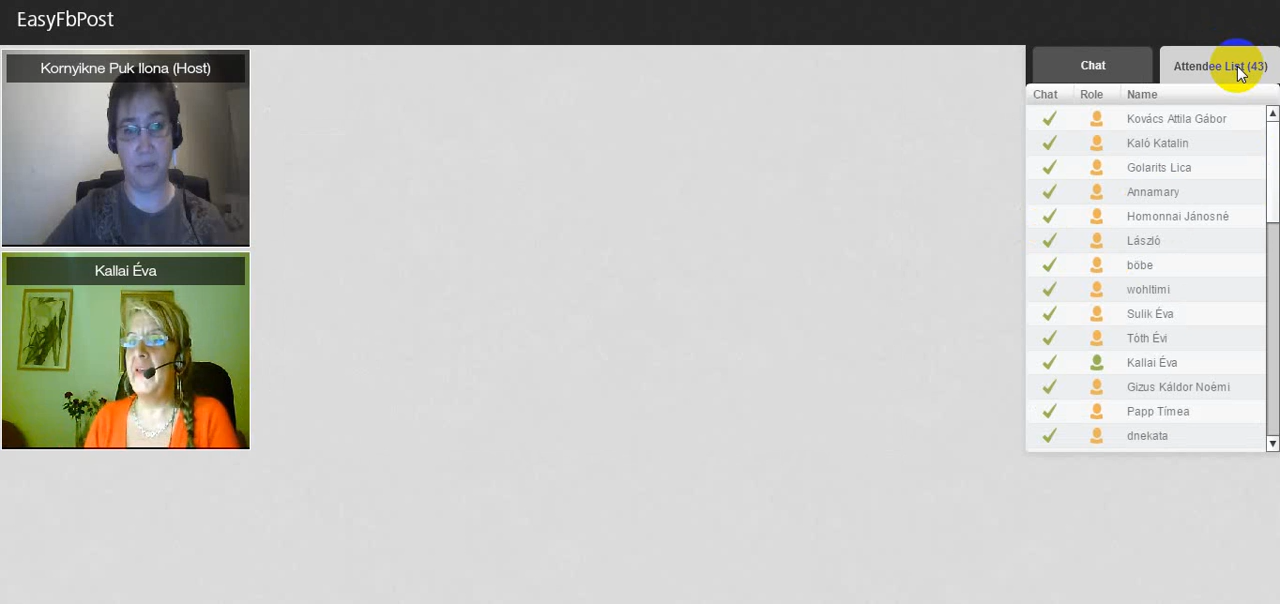 EasyFbPost
Kornyikne Puk Ilona (Host)
Kallai Éva
Chat
Attendee List (43)
Chat Role Name
Kovács Attila Gábor
Kaló Katalin
Golarits Lica
Annamary
Homonnai Jánosné
László
böbe
wohltimi
Sulik Éva
Tóth Évi
Kallai Éva
Gizus Káldor Noémi
Papp Tímea
dnekata